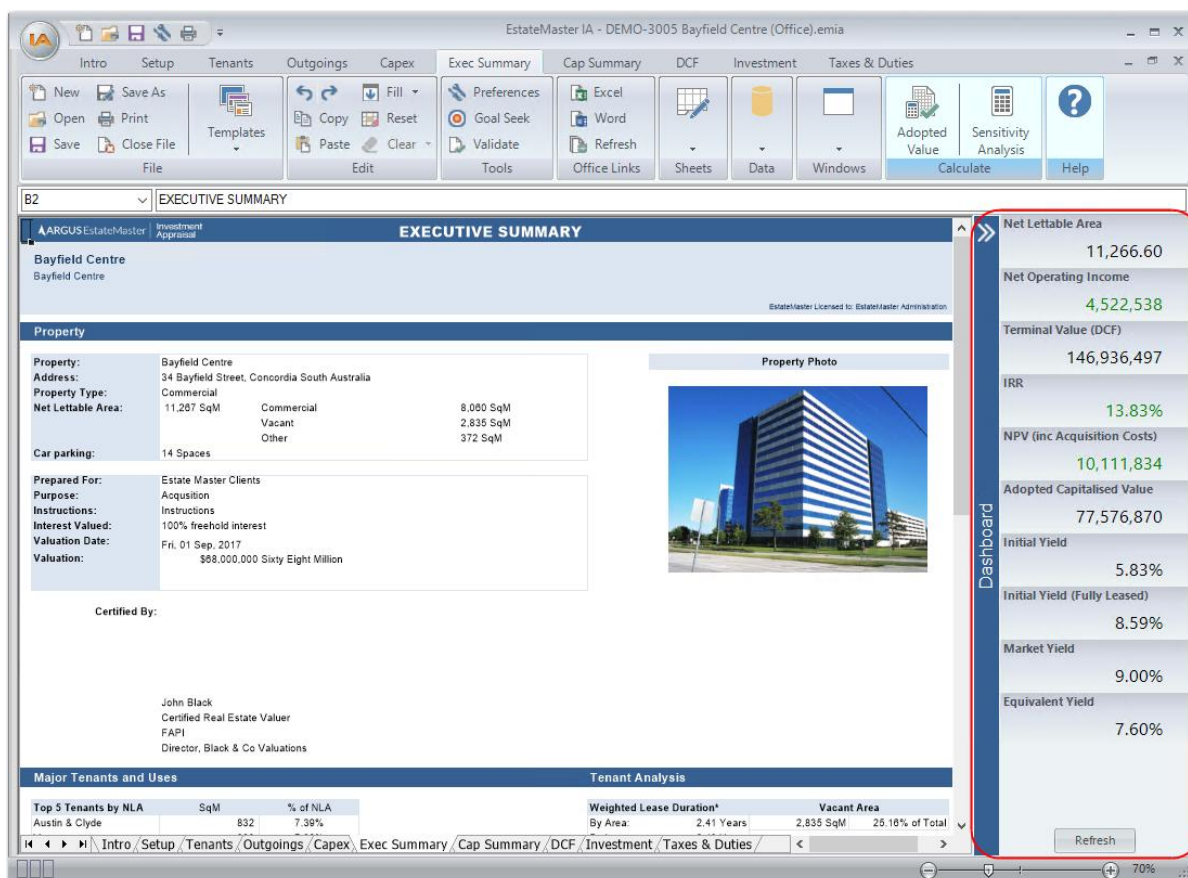 IA
EstateMaster IA - DEMO-3005 Bayfield Centre (Office).emia
Intro Setup Tenants Outgoings Capex Exec Summary Cap Summary DCF Investment Taxes & Duties
New Save As Fill Preferences Excel
Open Print Copy Reset Goal Seek Word
Save Close File Templates Paste Clear Validate Refresh Adopted Value Sensitivity Analysis
File Edit Tools Office Links Sheets Data Windows Calculate Help
B2 EXECUTIVE SUMMARY
ARGUS EstateMaster Investment Appraisal EXECUTIVE SUMMARY
Bayfield Centre
Bayfield Centre
EstateMaster Licensed to: EstateMaster Administration
Property
Property: Bayfield Centre
Address: 34 Bayfield Street, Concordia South Australia
Property Type: Commercial
Net Lettable Area: 11,267 SqM Commercial 8,060 SqM
Vacant 2,835 SqM
Other 372 SqM
Car parking: 14 Spaces
Property Photo
Prepared For: Estate Master Clients
Purpose: Acqusition
Instructions: Instructions
Interest Valued: 100% freehold interest
Valuation Date: Fri, 01 Sep, 2017
Valuation: $68,000,000 Sixty Eight Million
Certified By:
John Black
Certified Real Estate Valuer
FAPI
Director, Black & Co Valuations
Major Tenants and Uses Tenant Analysis
Top 5 Tenants by NLA SqM % of NLA Weighted Lease Duration* Vacant Area
Austin & Clyde 832 7.39% By Area: 2.41 Years 2,835 SqM 25.16% of Total
Dashboard
Net Lettable Area
11,266.60
Net Operating Income
4,522,538
Terminal Value (DCF)
146,936,497
IRR
13.83%
NPV (inc Acquisition Costs)
10,111,834
Adopted Capitalised Value
77,576,870
Initial Yield
5.83%
Initial Yield (Fully Leased)
8.59%
Market Yield
9.00%
Equivalent Yield
7.60%
Refresh
Intro Setup Tenants Outgoings Capex Exec Summary Cap Summary DCF Investment Taxes & Duties
70%